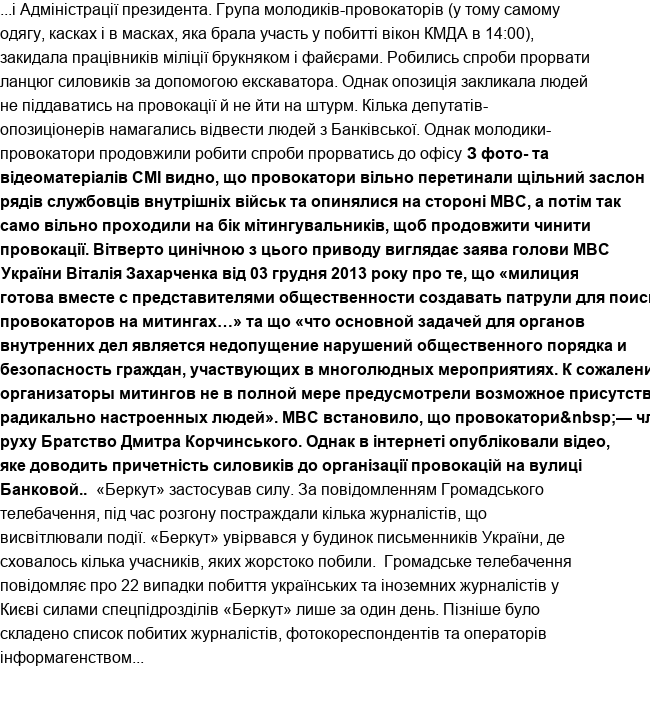 ...і Адміністрації президента. Група молодиків-провокаторів (у тому самому
одягу, касках і в масках, яка брала участь у побитті вікон КМДА в 14:00),
закидала працівників міліції брукняком і файєрами. Робились спроби прорвати
ланцюг силовиків за допомогою екскаватора. Однак опозиція закликала людей
не піддаватись на провокації й не йти на штурм. Кілька депутатів-
опозиціонерів намагались відвести людей з Банківської. Однак молодики-
провокатори продовжили робити спроби прорватись до офісу З фото- та
відеоматеріалів СМІ видно, що провокатори вільно перетинали щільний заслон
рядів службовців внутрішніх військ та опинялися на стороні МВС, а потім так
само вільно проходили на бік мітингувальників, щоб продовжити чинити
провокації. Вітверто цинічною з цього приводу виглядає заява голови МВС
України Віталія Захарченка від 03 грудня 2013 року про те, що «милиция
готова вместе с представителями общественности создавать патрули для поис
провокаторов на митингах…» та що «что основной задачей для органов
внутренних дел является недопущение нарушений общественного порядка и
безопасность граждан, участвующих в многолюдных мероприятиях. К сожалени
организаторы митингов не в полной мере предусмотрели возможное присутств
радикально настроенных людей». МВС встановило, що провокатори&nbsp;— чл
руху Братство Дмитра Корчинського. Однак в інтернеті опубліковали відео,
яке доводить причетність силовиків до організації провокацій на вулиці
Банковой.. «Беркут» застосував силу. За повідомленням Громадського
телебачення, під час розгону постраждали кілька журналістів, що
висвітлювали події. «Беркут» увірвався у будинок письменників України, де
сховалось кілька учасників, яких жорстоко побили. Громадське телебачення
повідомляє про 22 випадки побиття українських та іноземних журналістів у
Києві силами спецпідрозділів «Беркут» лише за один день. Пізніше було
складено список побитих журналістів, фотокореспондентів та операторів
інформагенством...